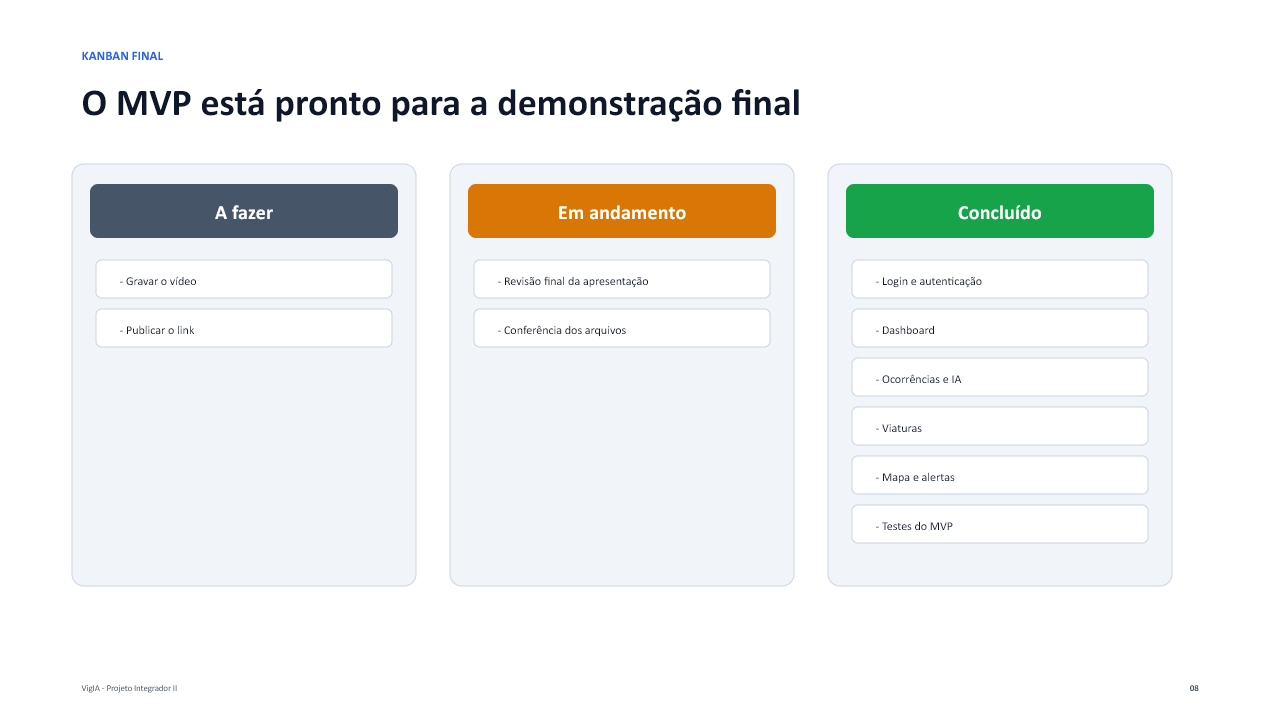 KANBAN FINAL
O MVP está pronto para a demonstração final
A fazer
- Gravar o vídeo
- Publicar o link
Em andamento
- Revisão final da apresentação
- Conferência dos arquivos
Concluído
- Login e autenticação
- Dashboard
- Ocorrências e IA
- Viaturas
- Mapa e alertas
- Testes do MVP
VigIA - Projeto Integrador II
08